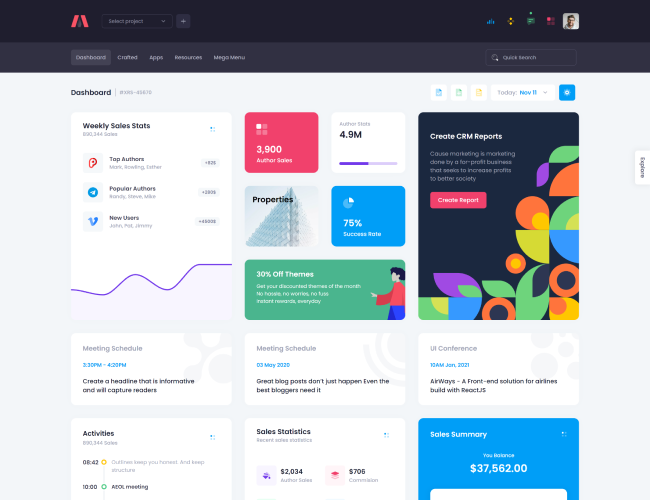 Select project
+
Dashboard
Crafted
Apps
Resources
Mega Menu
Quick Search
Dashboard
#XRS-45670
Today: Nov 11
Explore
Weekly Sales Stats
890,344 Sales
Top Authors
Mark, Rowling, Esther
+82$
Popular Authors
Randy, Steve, Mike
+280$
New Users
John, Pat, Jimmy
+4500$
3,900
Author Sales
Author Stats
4.9M
Properties
75%
Success Rate
30% Off Themes
Get your discounted themes of the month
No hassle, no worries, no fuss
Instant rewards, everyday
Create CRM Reports
Cause marketing is marketing
done by a for-profit business
that seeks to increase profits
to better society
Create Report
Meeting Schedule
3:30PM - 4:20PM
Create a headline that is informative
and will capture readers
Meeting Schedule
03 May 2020
Great blog posts don't just happen Even the
best bloggers need it
UI Conference
10AM Jan, 2021
AirWays - A Front-end solution for airlines
build with ReactJS
Activities
890,344 Sales
08:42
Outlines keep you honest. And keep
structure
10:00
AEOL meeting
Sales Statistics
Recent sales statistics
$2,034
Author Sales
$706
Commision
Sales Summary
You Balance
$37,562.00